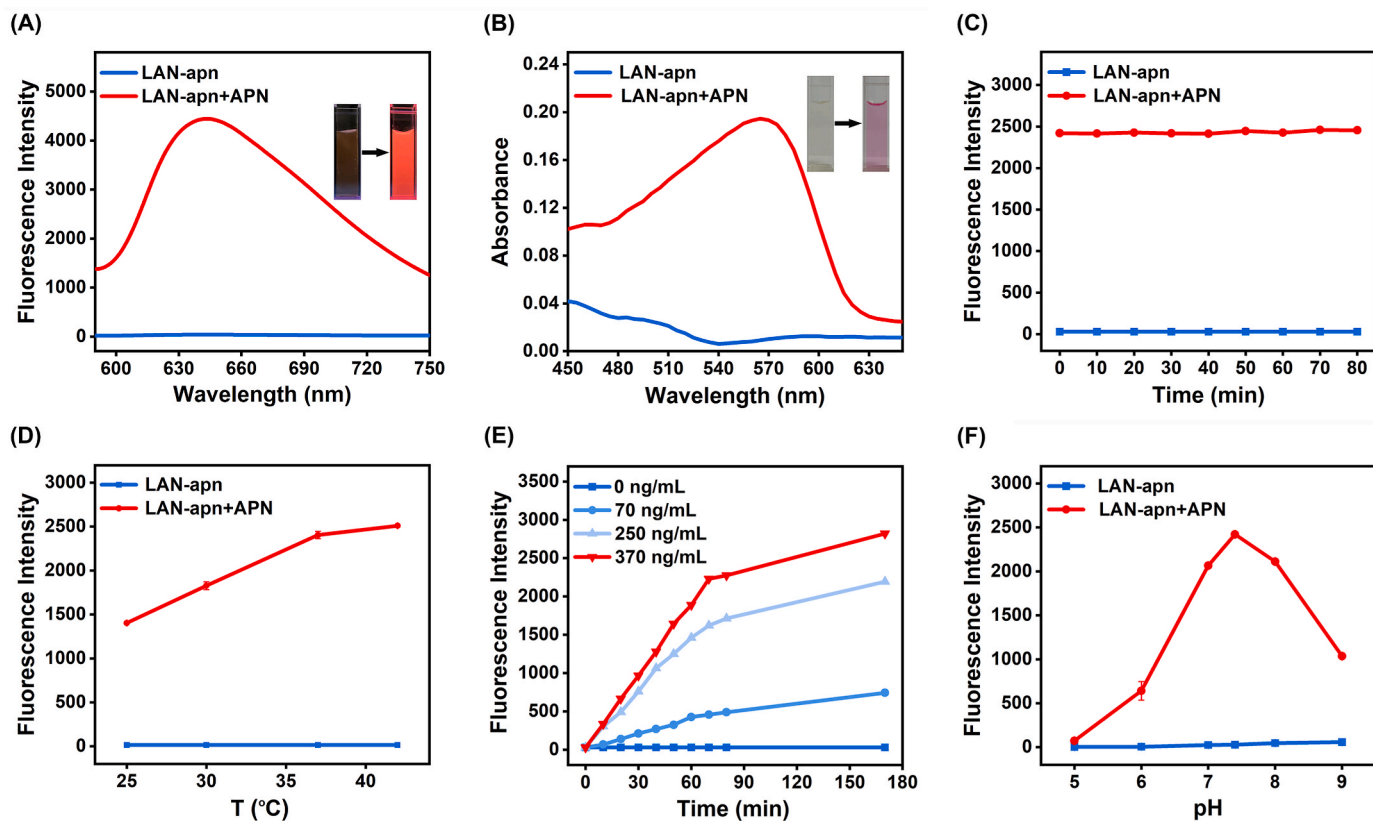 (A)
LAN-apn
LAN-apn+APN
5000
4000
3000
2000
1000
0
600 630 660 690 720 750
Wavelength (nm)
Fluorescence Intensity
(B)
LAN-apn
LAN-apn+APN
0.24
0.20
0.16
0.12
0.08
0.04
0.00
450 480 510 540 570 600 630
Wavelength (nm)
Absorbance
(C)
LAN-apn
LAN-apn+APN
3000
2500
2000
1500
1000
500
0
0 10 20 30 40 50 60 70 80
Time (min)
Fluorescence Intensity
(D)
LAN-apn
LAN-apn+APN
3000
2500
2000
1500
1000
500
0
25 30 35 40
T (°C)
Fluorescence Intensity
(E)
0 ng/mL
70 ng/mL
250 ng/mL
370 ng/mL
3500
3000
2500
2000
1500
1000
500
0
0 30 60 90 120 150 180
Time (min)
Fluorescence Intensity
(F)
LAN-apn
LAN-apn+APN
3000
2500
2000
1500
1000
500
0
5 6 7 8 9
pH
Fluorescence Intensity